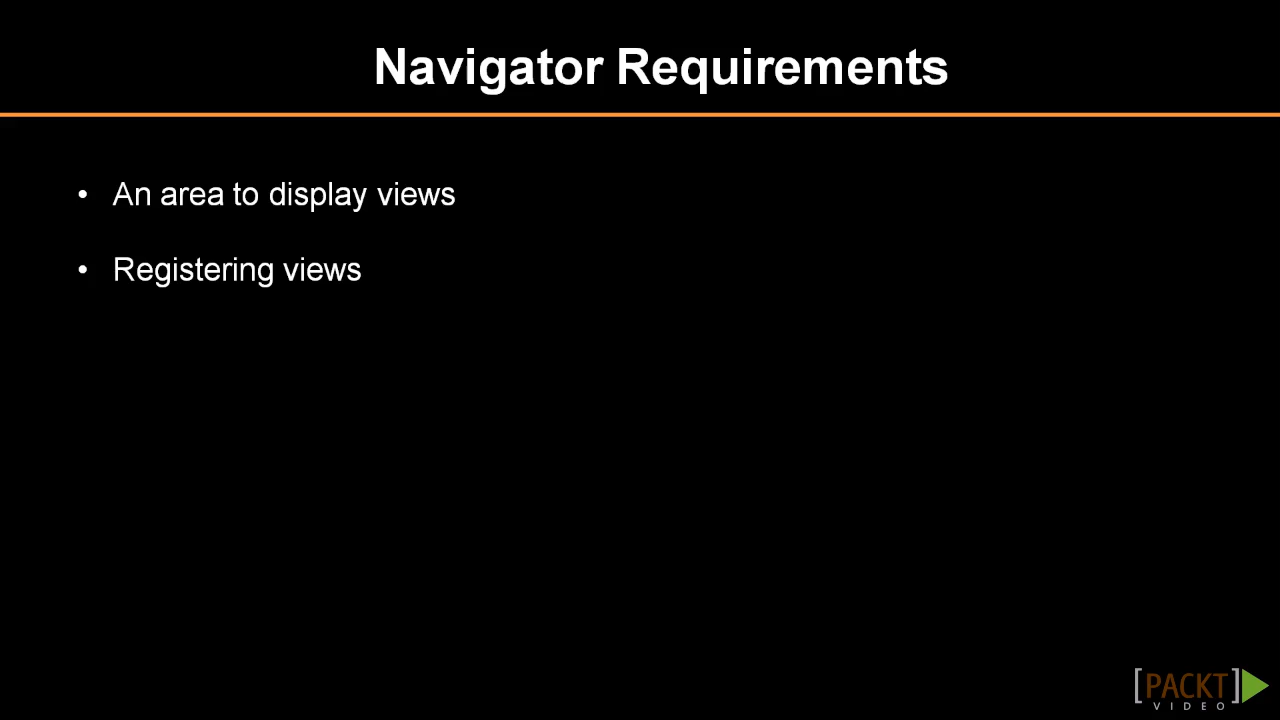 Navigator Requirements
• An area to display views
• Registering views
[PACKT]
VIDEO